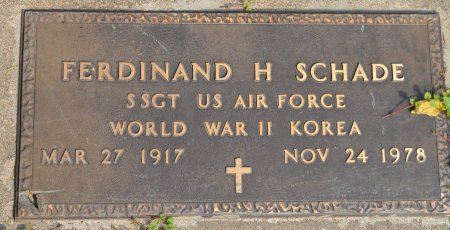 FERDINAND H SCHADE
SSGT US AIR FORCE
WORLD WAR II KOREA
MAR 27 1917 NOV 24 1978